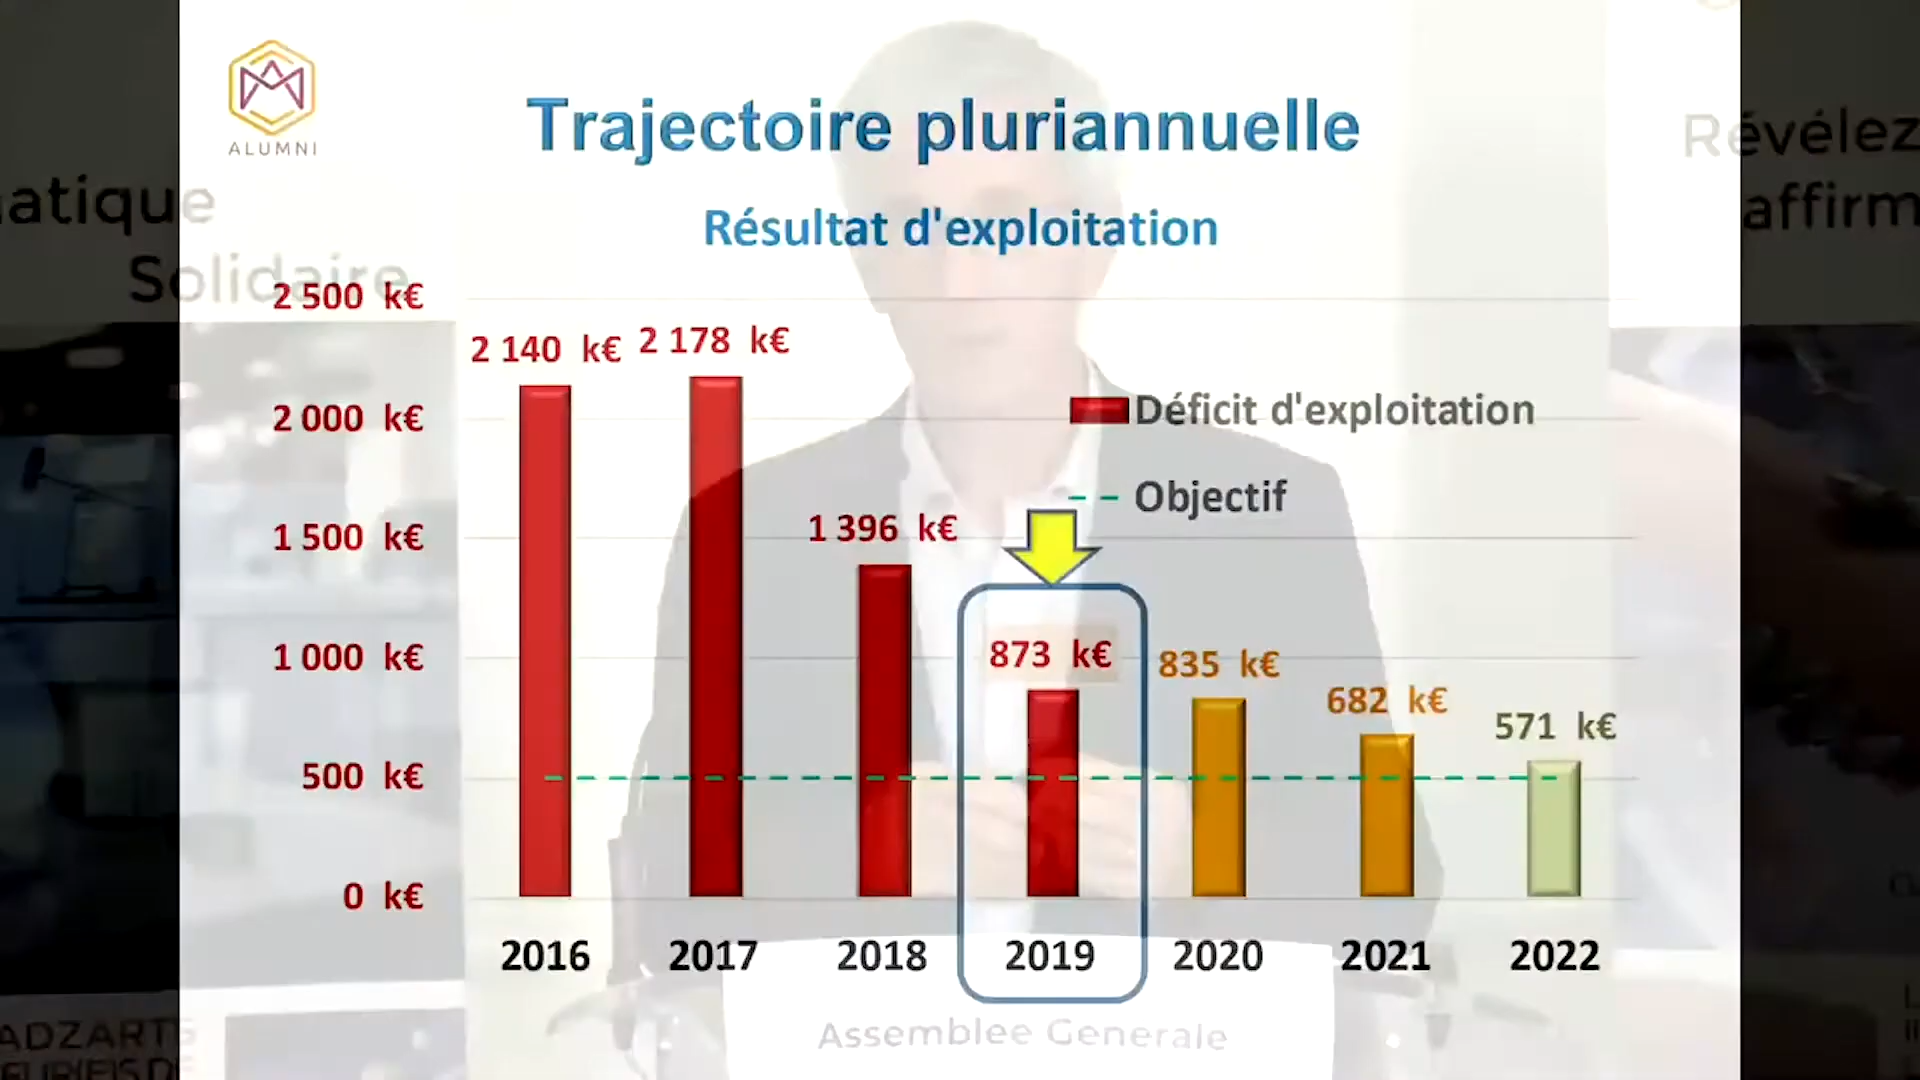 ALUMNI
Trajectoire pluriannuelle
Révélez
atique
affirm
Résultat d'exploitation
Solidaire
2 500 k€
2 140 k€
2 178 k€
2 000 k€
Déficit d'exploitation
Objectif
1 500 k€
1 396 k€
1 000 k€
873 k€
835 k€
682 k€
571 k€
500 k€
0 k€
2016 2017 2018 2019 2020 2021 2022
Assemblee Generale
ADZARTS